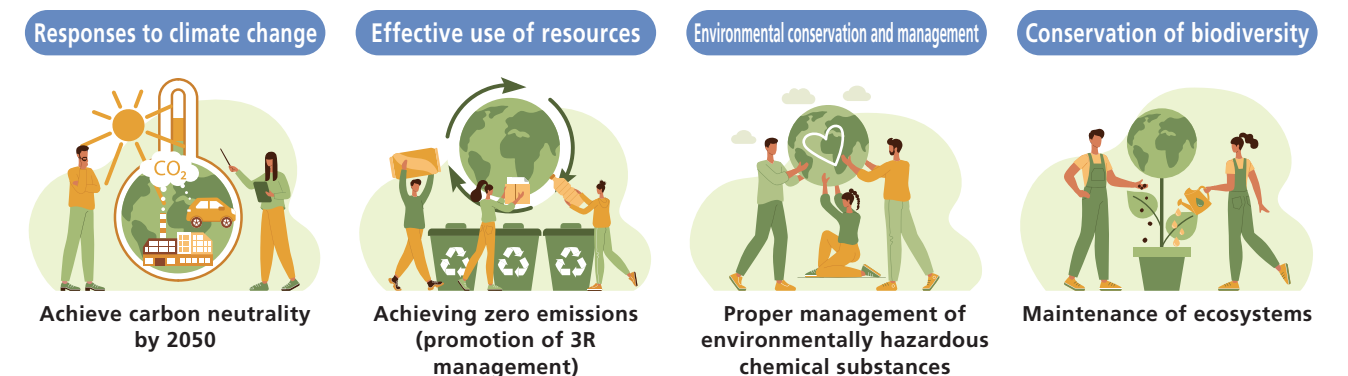 Responses to climate change
Effective use of resources
Environmental conservation and management
Conservation of biodiversity
CO₂
Achieve carbon neutrality
by 2050
Achieving zero emissions
(promotion of 3R
management)
Proper management of
environmentally hazardous
chemical substances
Maintenance of ecosystems